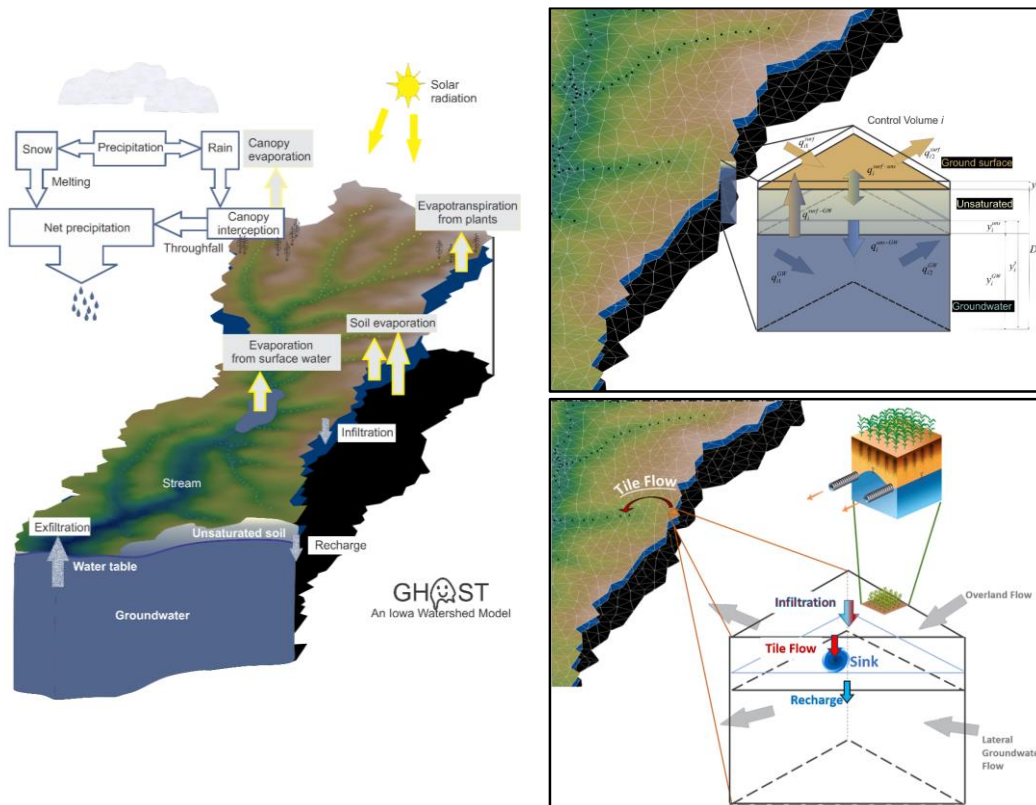 Solar
radiation
Snow
Precipitation
Rain
Canopy
evaporation
Melting
Net precipitation
Canopy
interception
Throughfall
Evapotranspiration
from plants
Soil evaporation
Evaporation
from surface water
Infiltration
Stream
Exfiltration
Unsaturated soil
Water table
Recharge
Groundwater
GHOST
An Iowa Watershed Model
Control Volume i
Ground surface
Unsaturated
Groundwater
Tile Flow
Infiltration
Overland Flow
Tile Flow
Sink
Recharge
Lateral
Groundwater
Flow